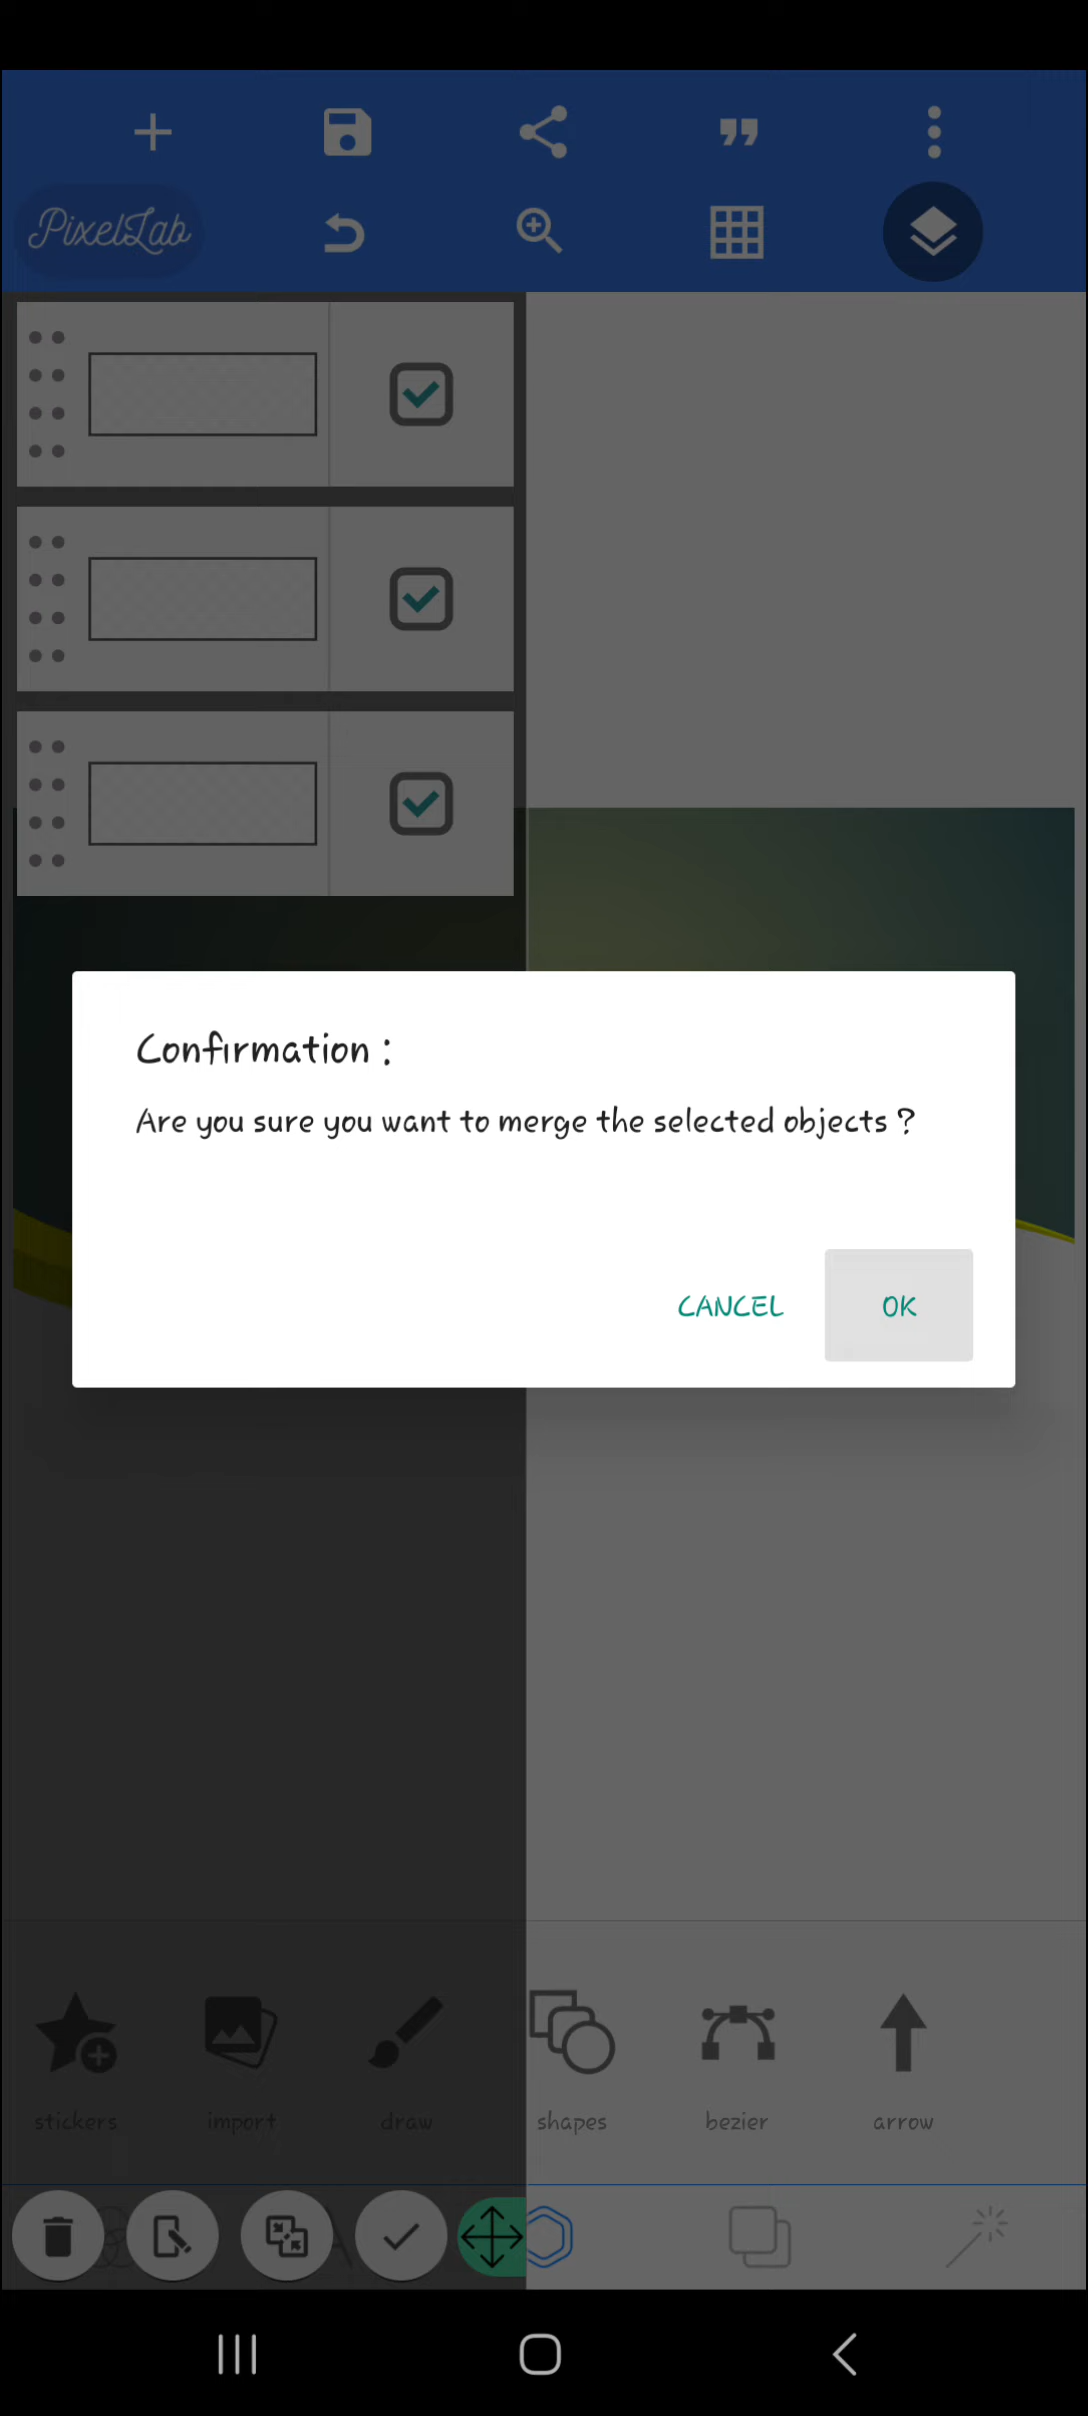 PixelLab
Confirmation :
Are you sure you want to merge the selected objects ?
CANCEL OK
stickers import draw shapes bezier arrow